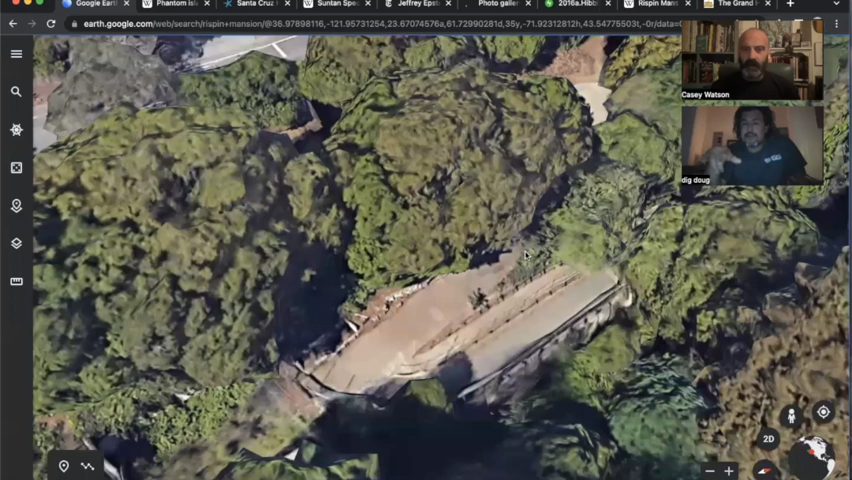 Google Eart
Phantom isl
Santa Cruz
Suntan Spec
Jeffrey Epst
Photo galler
2016a.Hibb
Rispin Mans
The Grand
earth.google.com/web/search/rispin+mansion/@36.97898116,-121.95731254,23.67074576a,61.72990281d,35y,-71.92312812h,43.54775503t,-0r/data=
Casey Watson
dig doug
2D